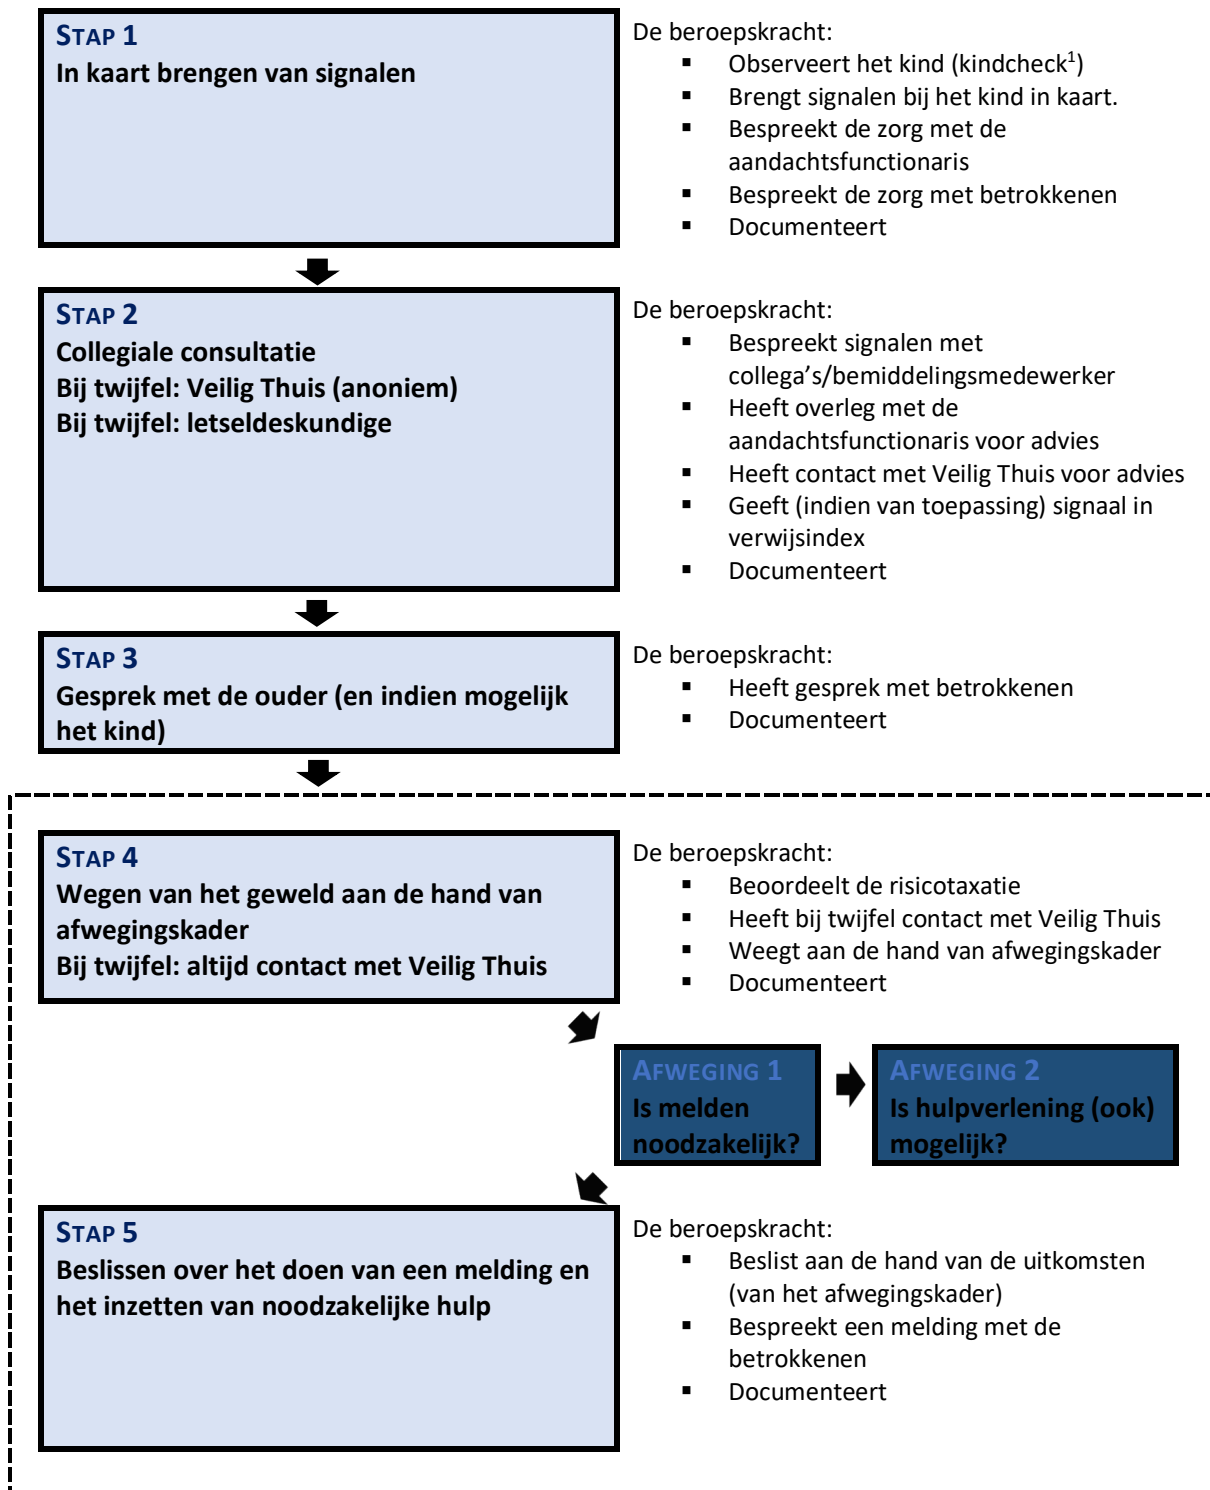 STAP 1
In kaart brengen van signalen
De beroepskracht:
▪ Observeert het kind (kindcheck¹)
▪ Brengt signalen bij het kind in kaart.
▪ Bespreekt de zorg met de
aandachtsfunctionaris
▪ Bespreekt de zorg met betrokkenen
▪ Documenteert
STAP 2
Collegiale consultatie
Bij twijfel: Veilig Thuis (anoniem)
Bij twijfel: letseldeskundige
De beroepskracht:
▪ Bespreekt signalen met
collega’s/bemiddelingsmedewerker
▪ Heeft overleg met de
aandachtsfunctionaris voor advies
▪ Heeft contact met Veilig Thuis voor advies
▪ Geeft (indien van toepassing) signaal in
verwijsindex
▪ Documenteert
STAP 3
Gesprek met de ouder (en indien mogelijk
het kind)
De beroepskracht:
▪ Heeft gesprek met betrokkenen
▪ Documenteert
STAP 4
Wegen van het geweld aan de hand van
afwegingskader
Bij twijfel: altijd contact met Veilig Thuis
De beroepskracht:
▪ Beoordeelt de risicotaxatie
▪ Heeft bij twijfel contact met Veilig Thuis
▪ Weegt aan de hand van afwegingskader
▪ Documenteert
AFWEGING 1
Is melden
noodzakelijk?
AFWEGING 2
Is hulpverlening (ook)
mogelijk?
STAP 5
Beslissen over het doen van een melding en
het inzetten van noodzakelijke hulp
De beroepskracht:
▪ Beslist aan de hand van de uitkomsten
(van het afwegingskader)
▪ Bespreekt een melding met de
betrokkenen
▪ Documenteert